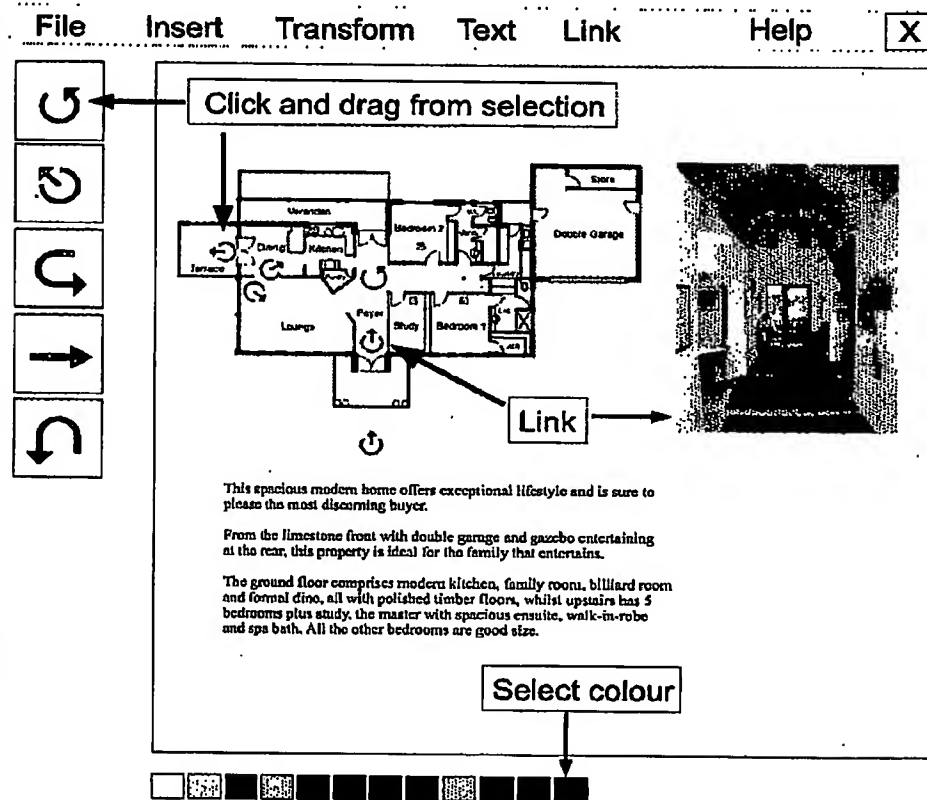 File Insert Transform Text Link Help X
Click and drag from selection
Store
Verandah
Bedroom 2
Double Garage
Dining
Kitchen
Terrace
Lounge
Foyer
Study
Bedroom 1
Link
This spacious modern home offers exceptional lifestyle and is sure to
please the most discerning buyer.
From the limestone front with double garage and gazebo entertaining
at the rear, this property is ideal for the family that entertains.
The ground floor comprises modern kitchen, family room, billiard room
and formal dino, all with polished timber floors, whilst upstairs has 5
bedrooms plus study, the master with spacious ensuite, walk-in-robe
and spa bath. All the other bedrooms are good size.
Select colour